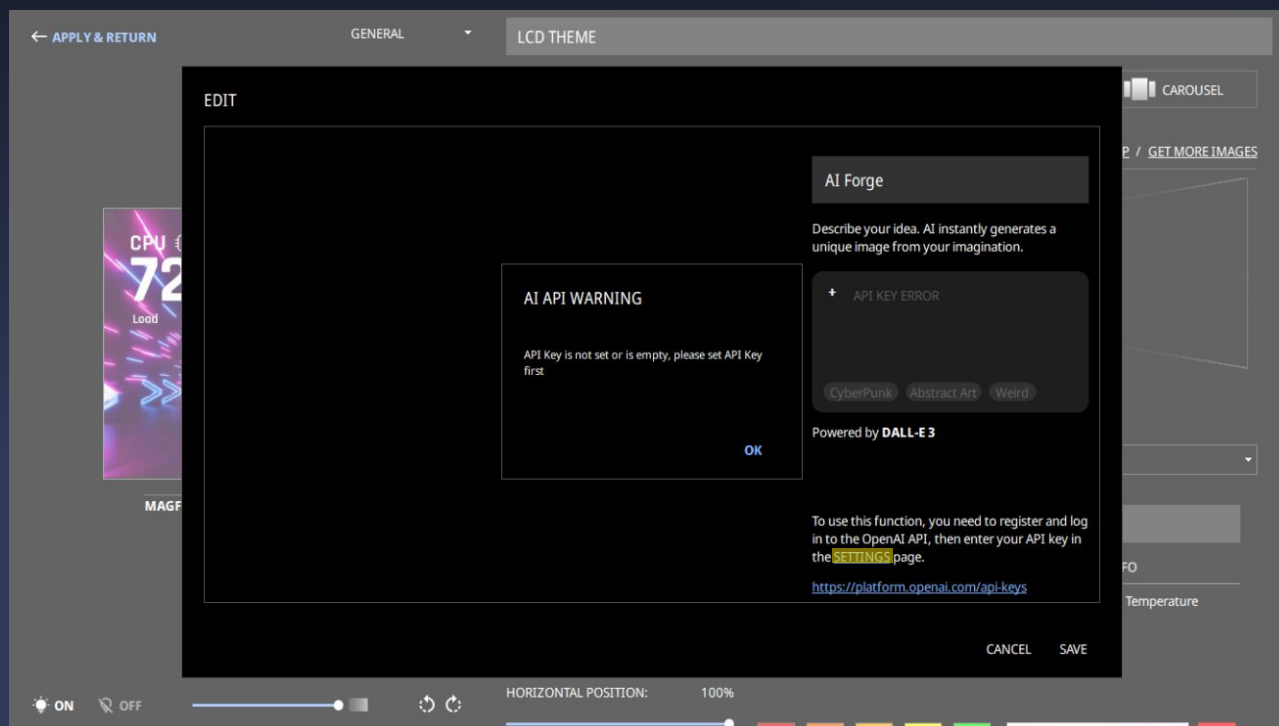 APPLY & RETURN
GENERAL
LCD THEME
CAROUSEL
EDIT
P / GET MORE IMAGES
AI Forge
Describe your idea. AI instantly generates a
unique image from your imagination.
CPU
72
Load
MAGF
AI API WARNING
API Key is not set or is empty, please set API Key
first
OK
+ API KEY ERROR
CyberPunk Abstract Art Weird
Powered by DALL-E 3
To use this function, you need to register and log
in to the OpenAI API, then enter your API key in
the SETTINGS page.
https://platform.openai.com/api-keys
FO
Temperature
CANCEL SAVE
ON OFF
HORIZONTAL POSITION: 100%